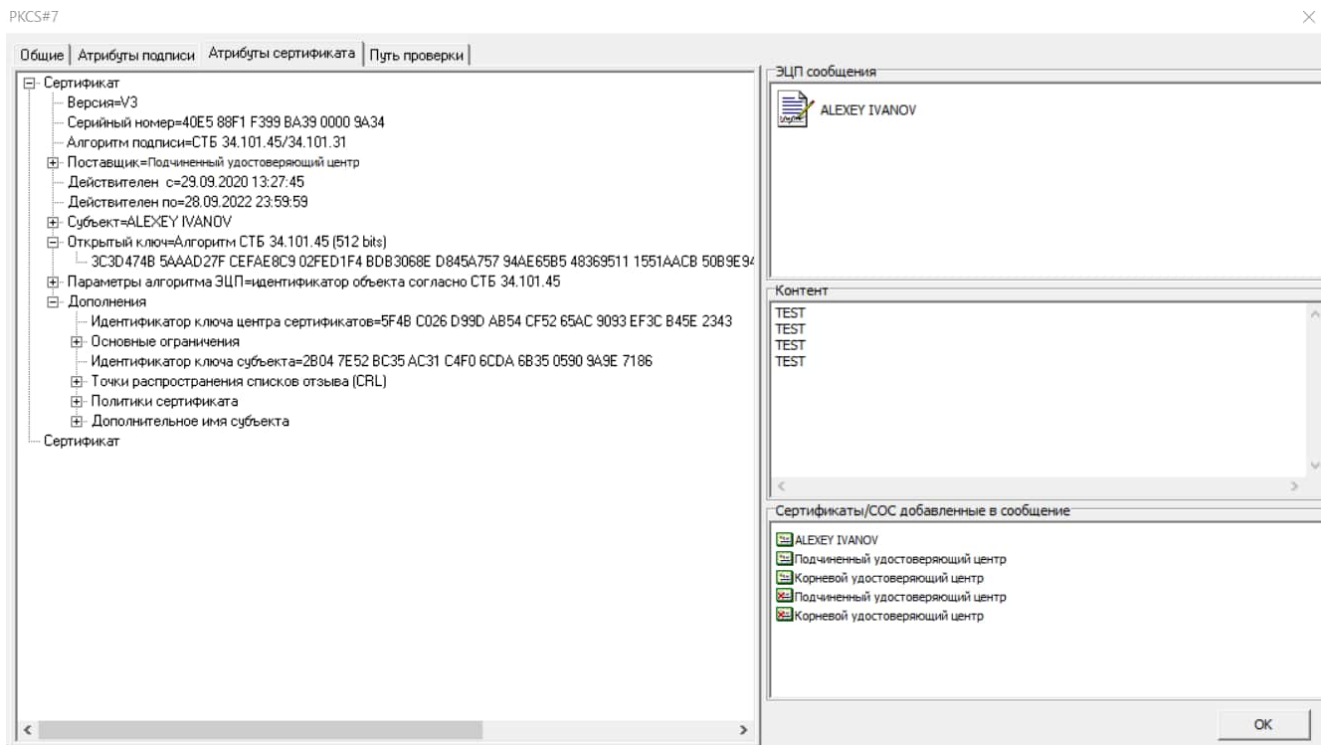 PKCS#7
Общие
Атрибуты подписи
Атрибуты сертификата
Путь проверки
Сертификат
Версия=V3
Серийный номер=40E5 88F1 F399 BA39 0000 9A34
Алгоритм подписи=СТБ 34.101.45/34.101.31
Поставщик=Подчиненный удостоверяющий центр
Действителен с=29.09.2020 13:27:45
Действителен по=28.09.2022 23:59:59
Субъект=ALEXEY IVANOV
Открытый ключ=Алгоритм СТБ 34.101.45 (512 bits)
3C3D474B 5AAAD27F CEFAE8C9 02FED1F4 BDB3068E D845A757 94AE65B5 48369511 1551AACB 50B9E94
Параметры алгоритма ЭЦП=идентификатор объекта согласно СТБ 34.101.45
Дополнения
Идентификатор ключа центра сертификатов=5F4B C026 D99D AB54 CF52 65AC 9093 EF3C B45E 2343
Основные ограничения
Идентификатор ключа субъекта=2B04 7E52 BC35 AC31 C4F0 6CDA 6B35 0590 9A9E 7186
Точки распространения списков отзыва (CRL)
Политики сертификата
Дополнительное имя субъекта
Сертификат
ЭЦП сообщения
ALEXEY IVANOV
Контент
TEST
TEST
TEST
TEST
Сертификаты/СОС добавленные в сообщение
ALEXEY IVANOV
Подчиненный удостоверяющий центр
Корневой удостоверяющий центр
Подчиненный удостоверяющий центр
Корневой удостоверяющий центр
OK